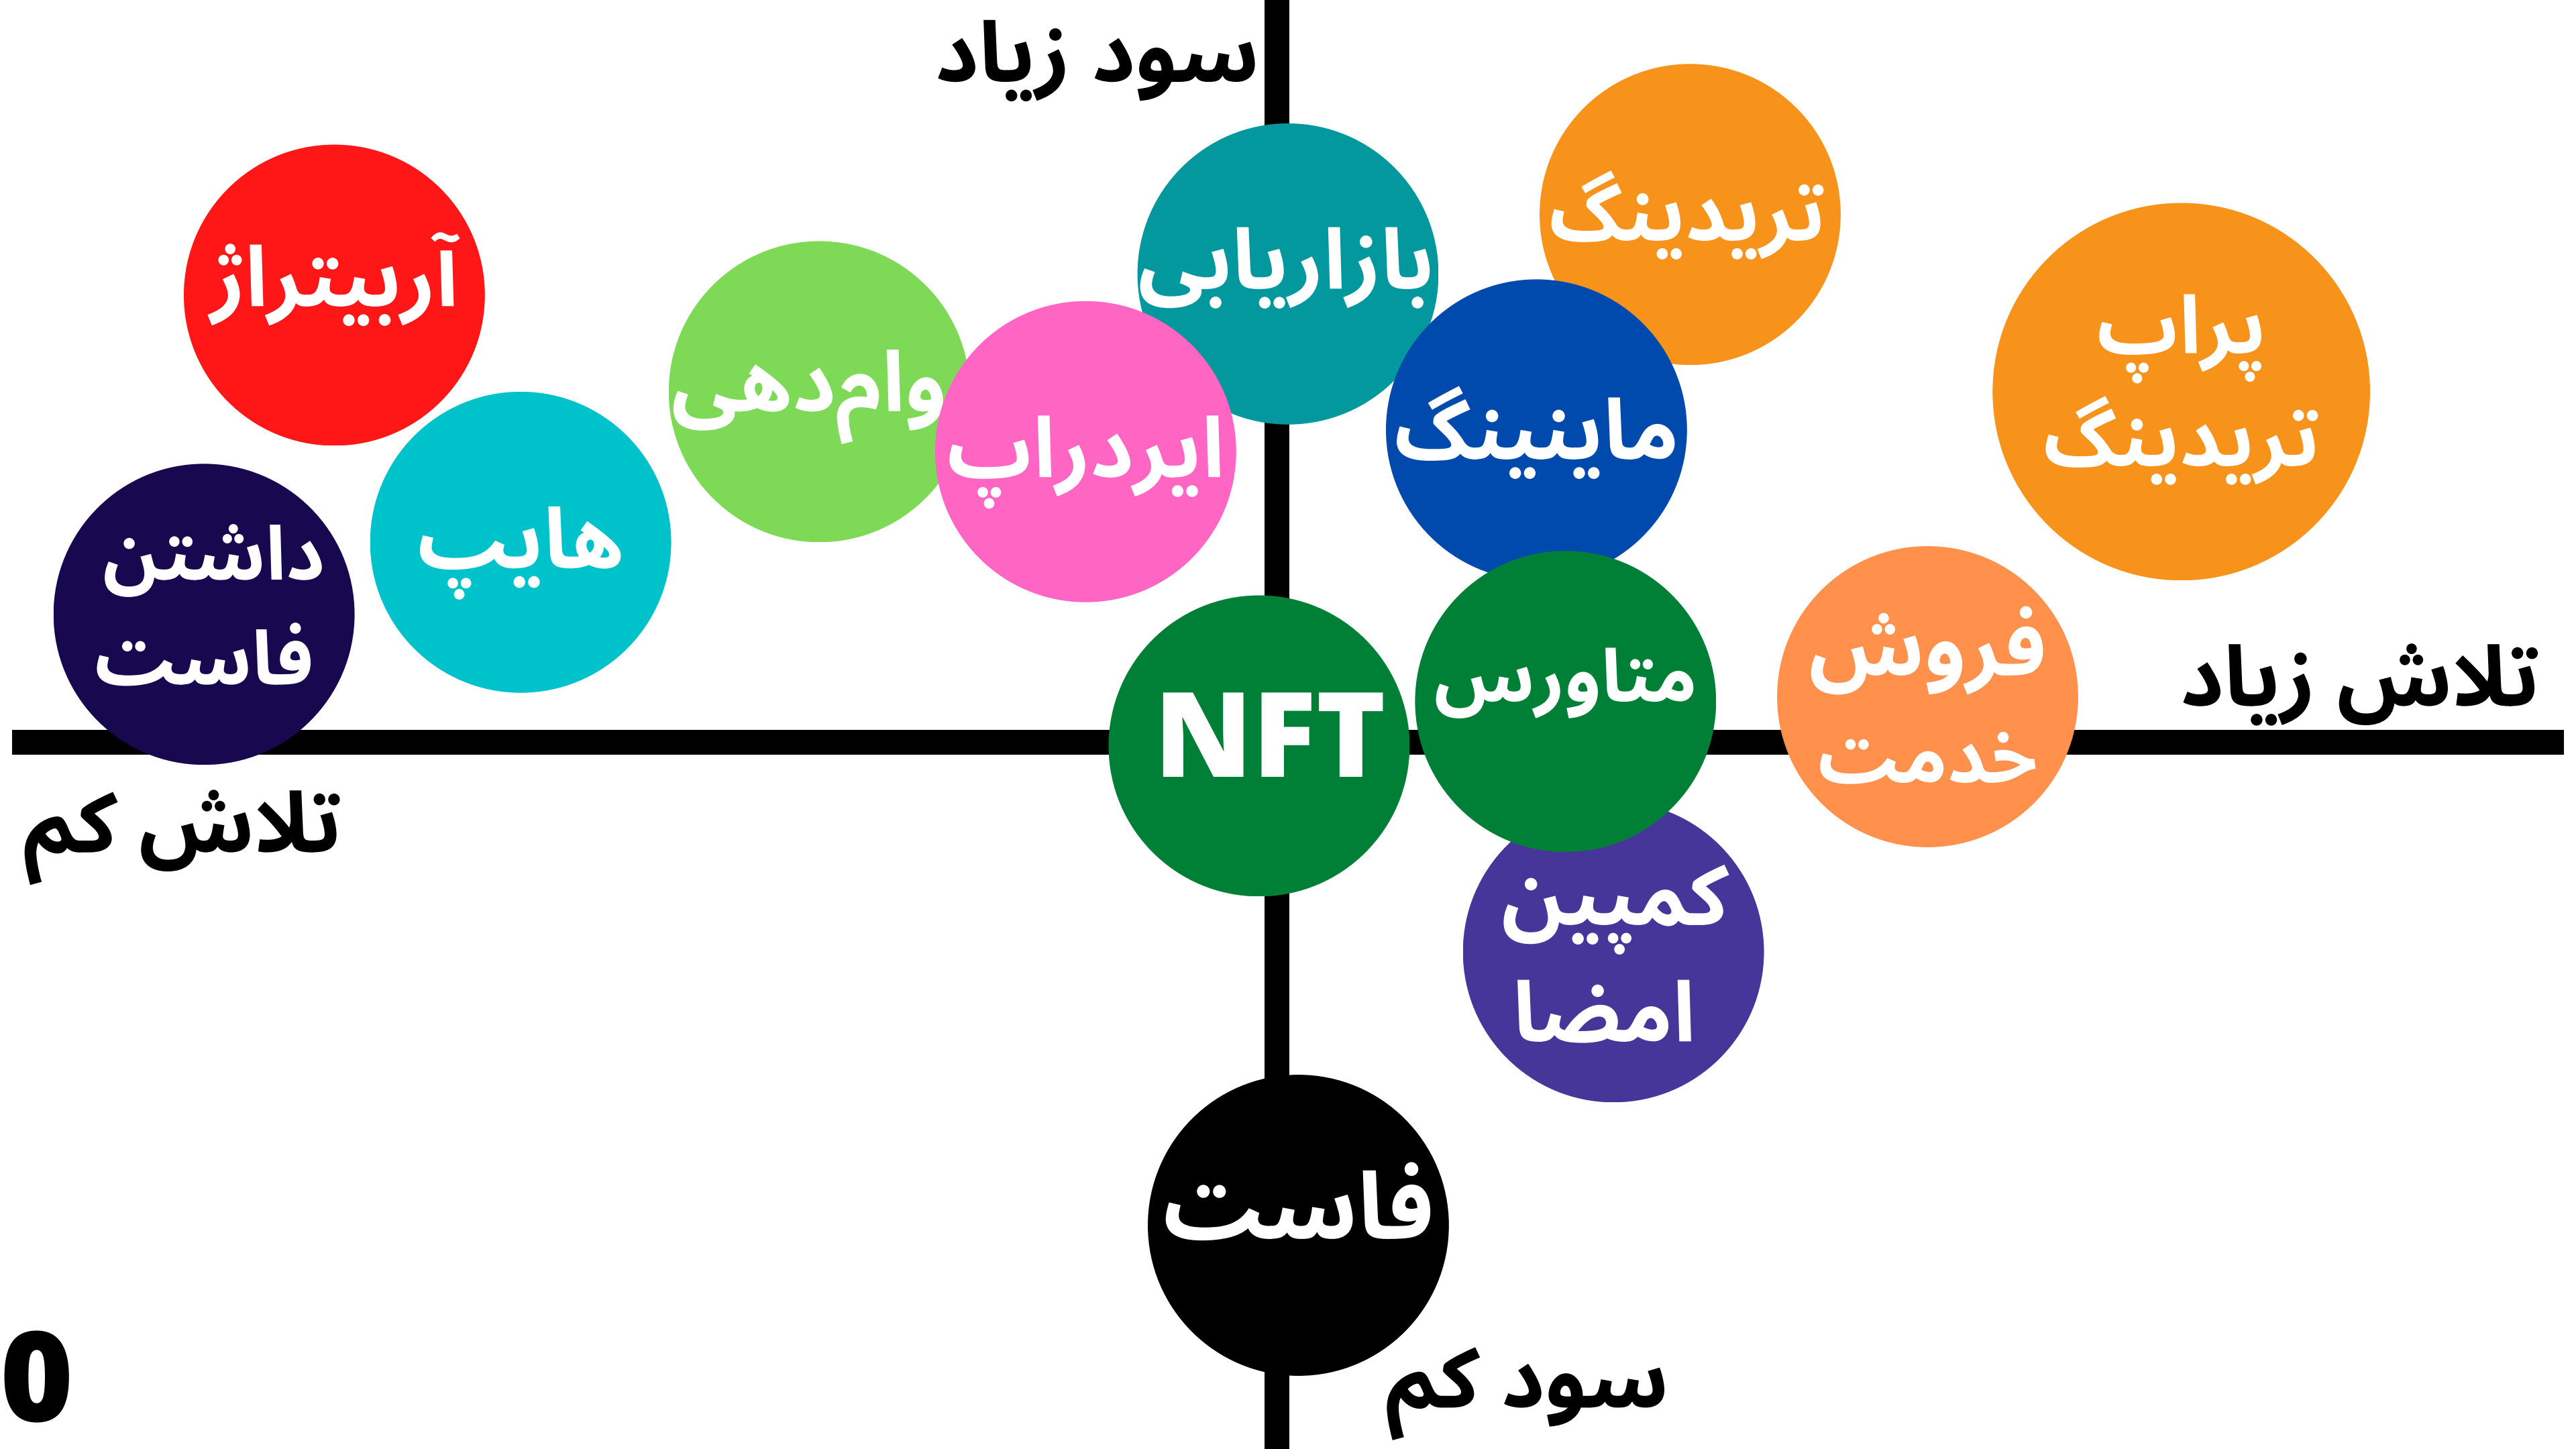 سود زیاد
تریدینگ
بازاریابی
آربیتراژ
پراپ
تریدینگ
وام‌دهی
ماینینگ
ایردراپ
هایپ
داشتن
فاست
تلاش زیاد
فروش
خدمت
متاورس
NFT
تلاش کم
کمپین
امضا
فاست
سود کم
0